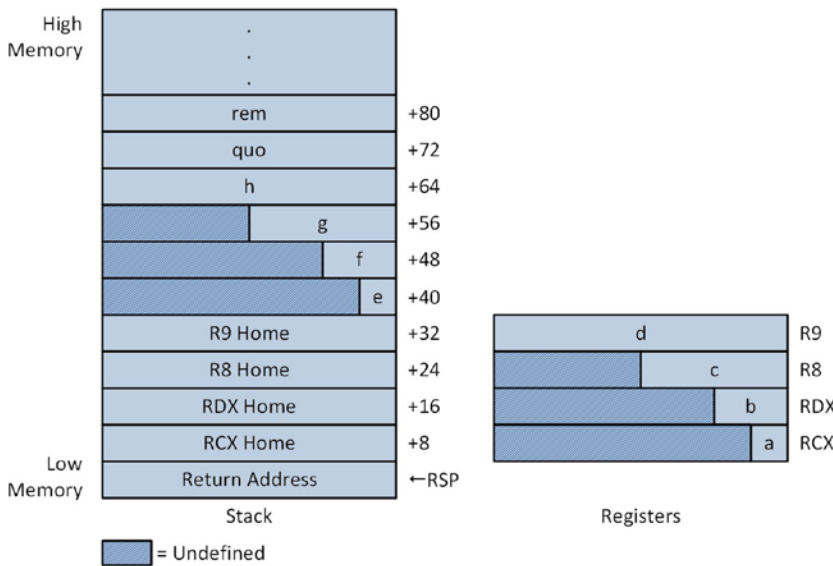 High
Memory
.
.
.
rem +80
quo +72
h +64
g +56
f +48
e +40
R9 Home +32
R8 Home +24
RDX Home +16
RCX Home +8
Low
Memory
Return Address ←RSP
Stack
d R9
c R8
b RDX
a RCX
Registers
= Undefined